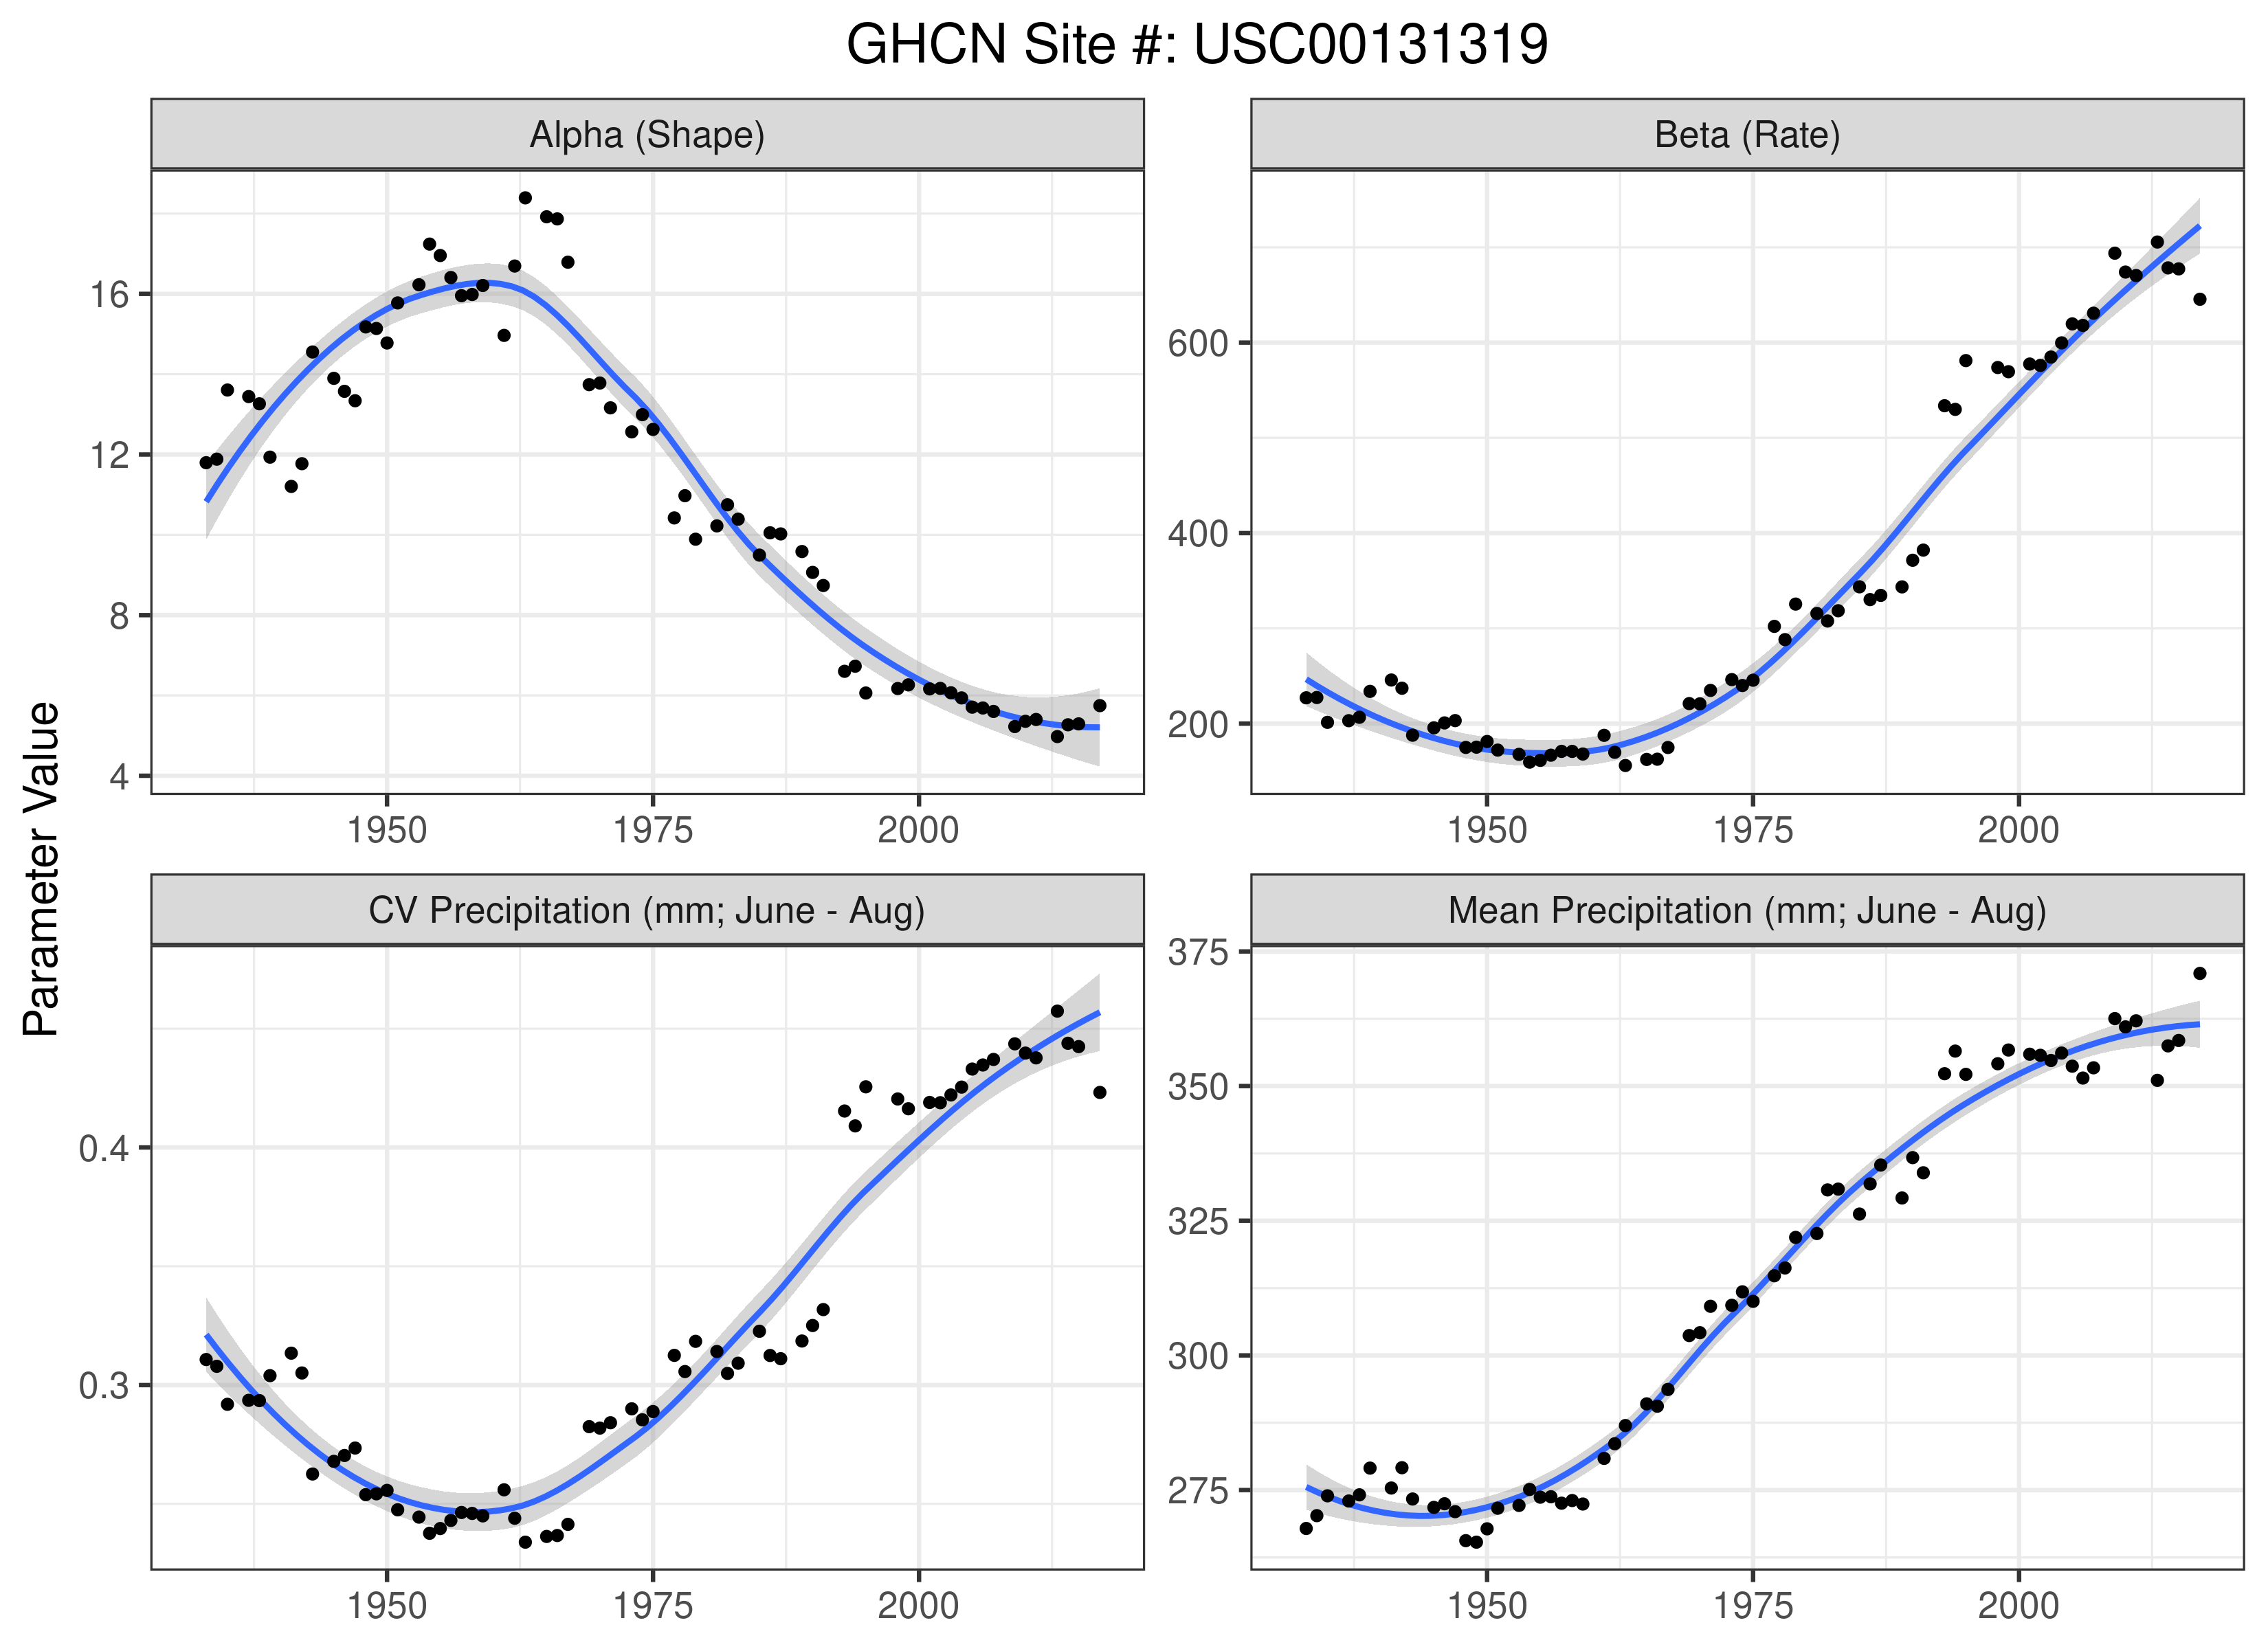 GHCN Site #: USC00131319
Alpha (Shape)
Beta (Rate)
16
12
8
4
600
400
200
1950 1975 2000
1950 1975 2000
Parameter Value
CV Precipitation (mm; June - Aug)
Mean Precipitation (mm; June - Aug)
0.4
0.3
375
350
325
300
275
1950 1975 2000
1950 1975 2000